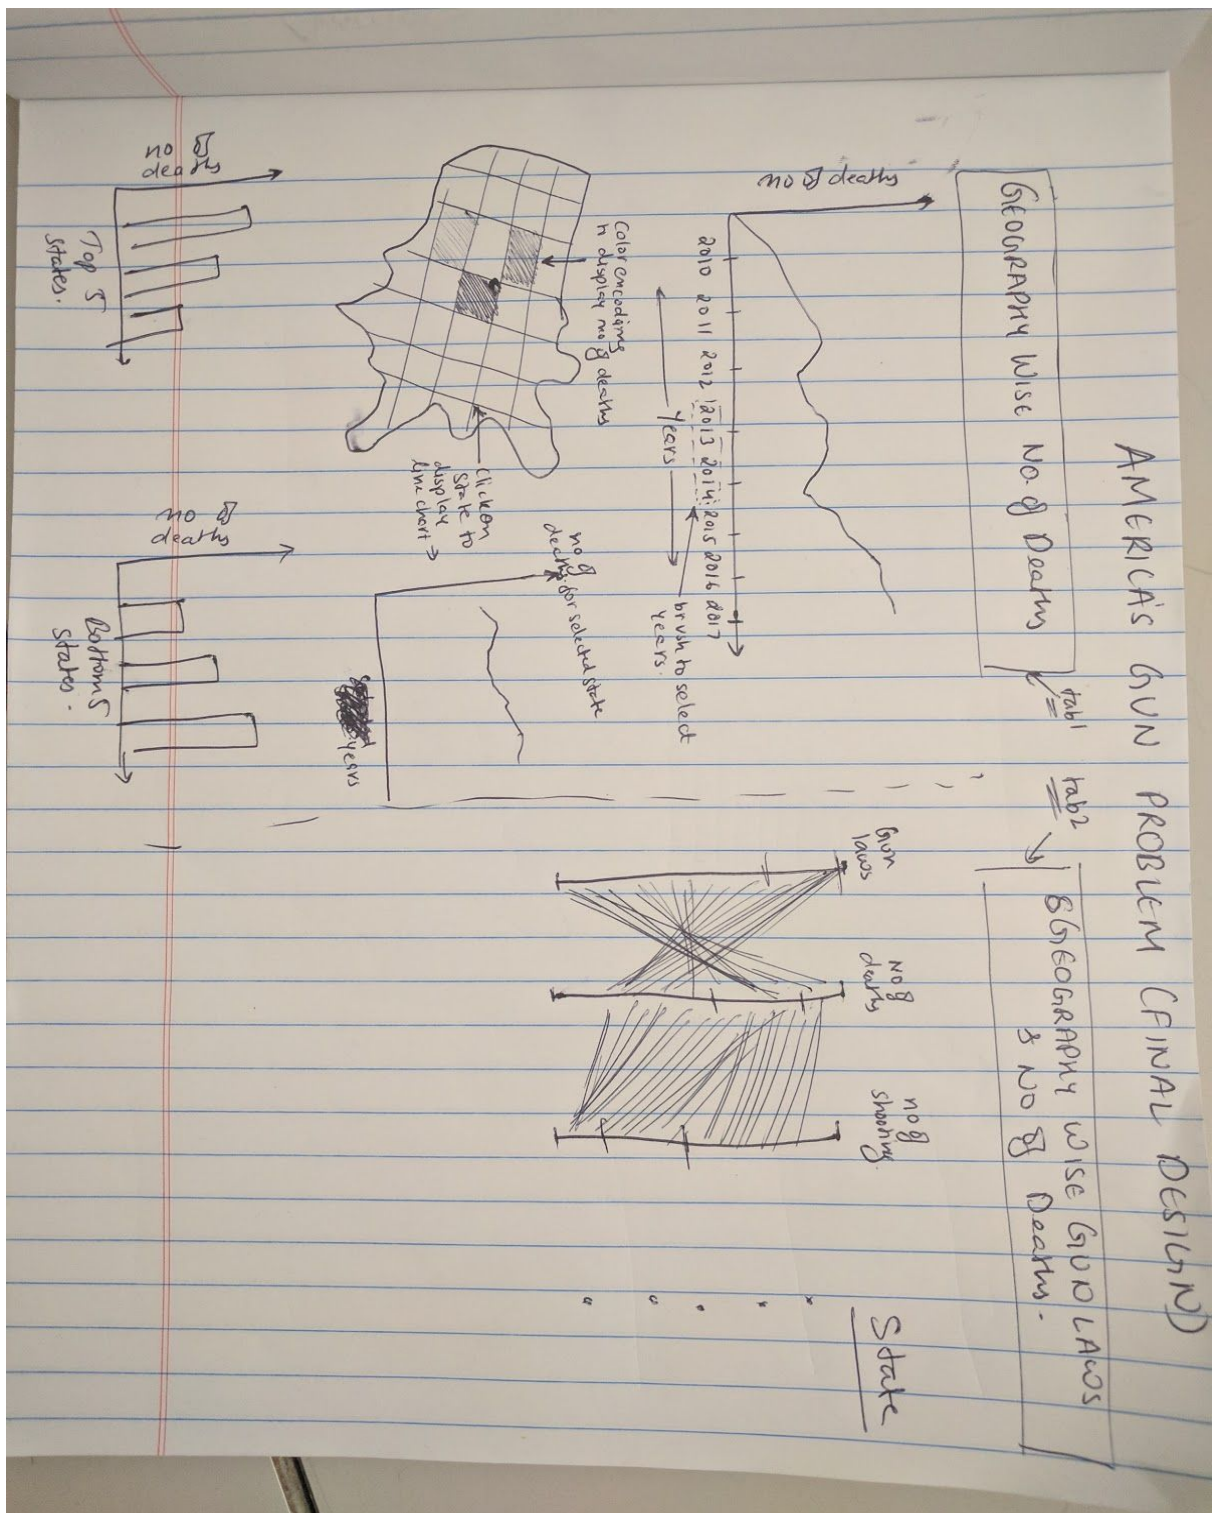 AMERICA'S GUN PROBLEM (FINAL DESIGN)
tab1
GEOGRAPHY WISE No. of Deaths
no of deaths
2010 2011 2012 2013 2014 2015 2016 2017
Years
brush to select
years.
Color encodings
display no of deaths
Click on
State to
display
line chart →
no of
deaths for selected state
years
no of
deaths
Top 5
states.
no of
deaths
Bottom 5
States.
tab2
GEOGRAPHY WISE GUN LAWS
& NO of Deaths.
Gun
laws
NO of
deaths
no of
shooting
State